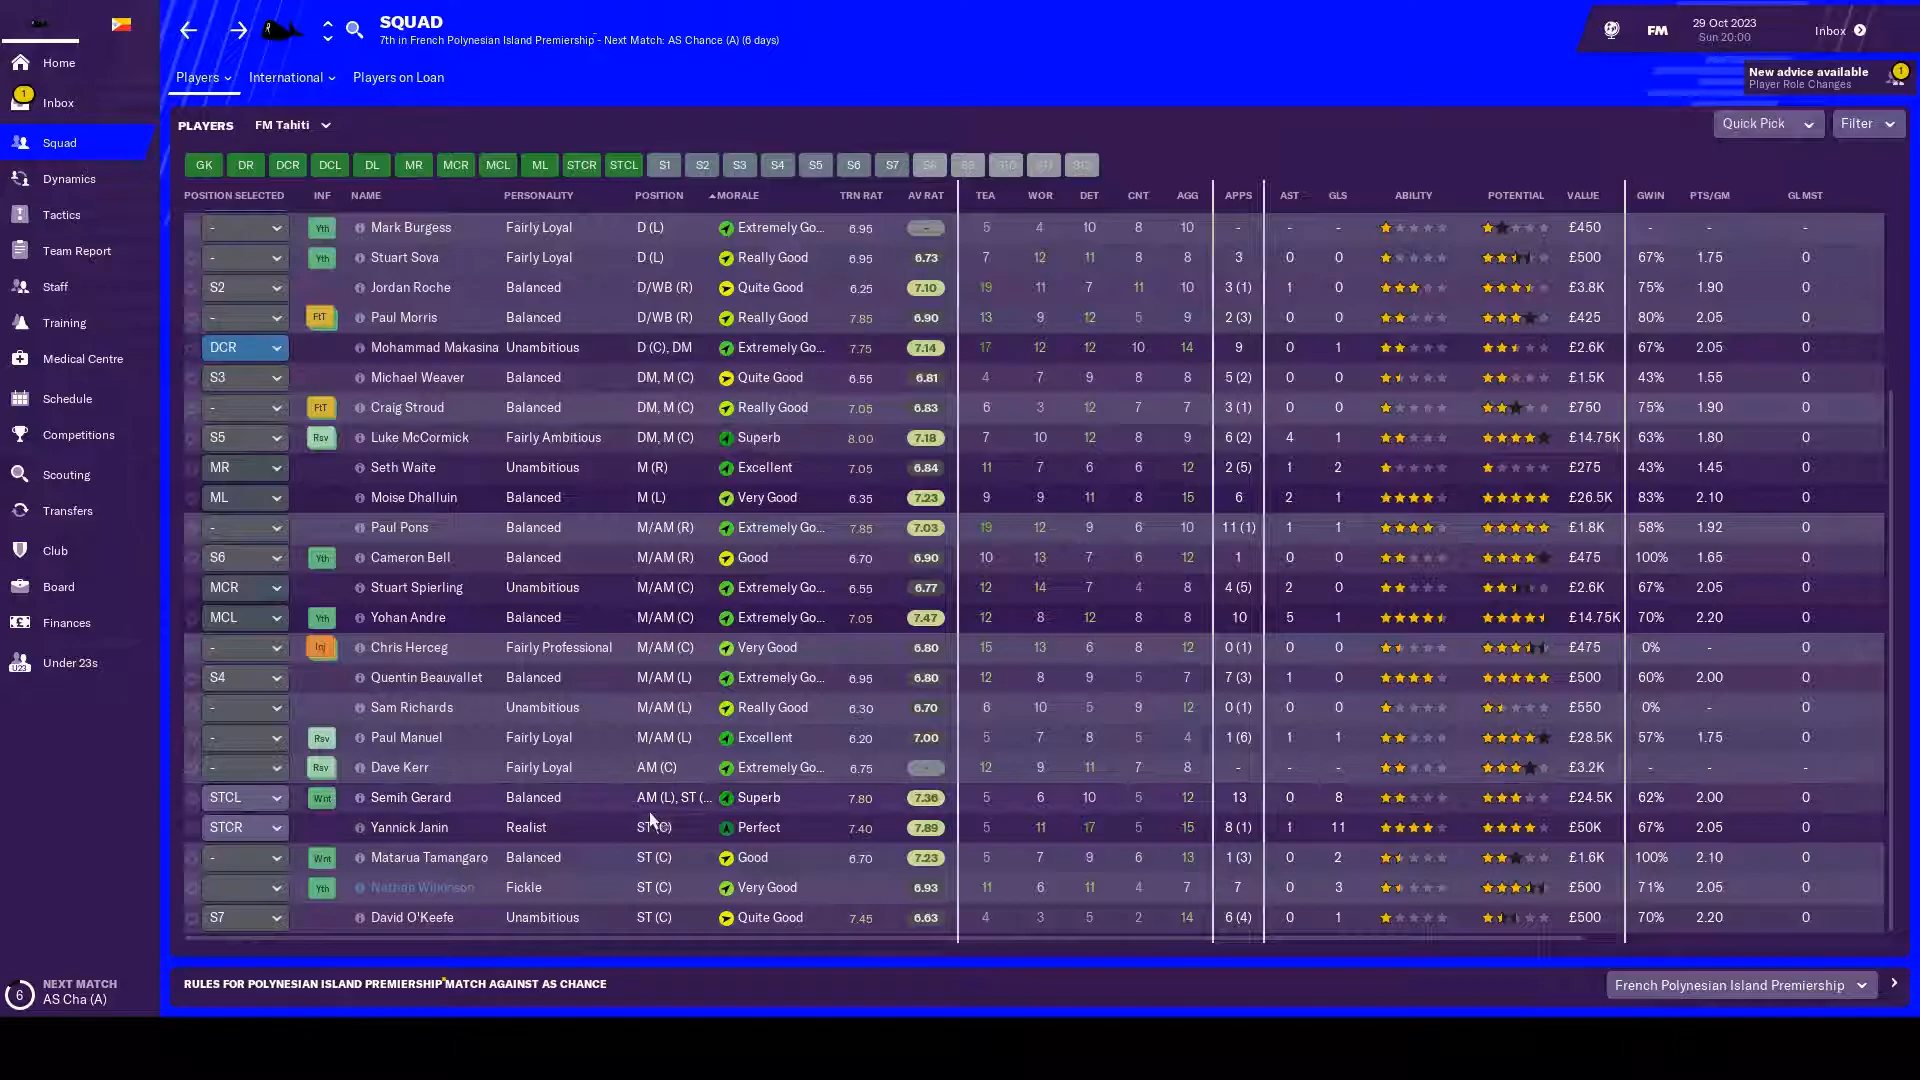 SQUAD
7th in French Polynesian Island Premiership - Next Match: AS Chance (A) (6 days)
29 Oct 2023
Sun 20:00
FM
Inbox
Players
International
Players on Loan
New advice available
Player Role Changes
1
Home
1
Inbox
Squad
Dynamics
Tactics
Team Report
Staff
Training
Medical Centre
Schedule
Competitions
Scouting
Transfers
Club
Board
Finances
U23
Under 23s
6
NEXT MATCH
AS Cha (A)
PLAYERS FM Tahiti
Quick Pick
Filter
GK DR DCR DCL DL MR MCR MCL ML STCR STCL S1 S2 S3 S4 S5 S6 S7 S8 S9 S10 S11 S12
POSITION SELECTED INF NAME PERSONALITY POSITION MORALE TRN RAT AV RAT TEA WOR DET CNT AGG APPS AST GLS ABILITY POTENTIAL VALUE GWIN PTS/GM GL MST
- Yth Mark Burgess Fairly Loyal D (L) Extremely Go... 6.95 - 5 4 10 8 10 - - - £450 - - -
- Yth Stuart Sova Fairly Loyal D (L) Really Good 6.95 6.73 7 12 11 8 8 3 0 0 £500 67% 1.75 0
S2 Jordan Roche Balanced D/WB (R) Quite Good 6.25 7.10 19 11 7 11 10 3 (1) 1 0 £3.8K 75% 1.90 0
- FtT Paul Morris Balanced D/WB (R) Really Good 7.85 6.90 13 9 12 5 9 2 (3) 0 0 £425 80% 2.05 0
DCR Mohammad Makasina Unambitious D (C), DM Extremely Go... 7.75 7.14 17 12 12 10 14 9 0 1 £2.6K 67% 2.05 0
S3 Michael Weaver Balanced DM, M (C) Quite Good 6.55 6.81 4 7 9 8 8 5 (2) 0 0 £1.5K 43% 1.55 0
- FtT Craig Stroud Balanced DM, M (C) Really Good 7.05 6.83 6 3 12 7 7 3 (1) 0 0 £750 75% 1.90 0
S5 Rsv Luke McCormick Fairly Ambitious DM, M (C) Superb 8.00 7.18 7 10 12 8 9 6 (2) 4 1 £14.75K 63% 1.80 0
MR Seth Waite Unambitious M (R) Excellent 7.05 6.84 11 7 6 6 12 2 (5) 1 2 £275 43% 1.45 0
ML Moise Dhalluin Balanced M (L) Very Good 6.35 7.23 9 9 11 8 15 6 2 1 £26.5K 83% 2.10 0
- Paul Pons Balanced M/AM (R) Extremely Go... 7.85 7.03 19 12 9 6 10 11 (1) 1 1 £1.8K 58% 1.92 0
S6 Yth Cameron Bell Balanced M/AM (R) Good 6.70 6.90 10 13 7 6 12 1 0 0 £475 100% 1.65 0
MCR Stuart Spierling Unambitious M/AM (C) Extremely Go... 6.55 6.77 12 14 7 4 8 4 (5) 2 0 £2.6K 67% 2.05 0
MCL Yth Yohan Andre Balanced M/AM (C) Extremely Go... 7.05 7.47 12 8 12 8 8 10 5 1 £14.75K 70% 2.20 0
- Inj Chris Herceg Fairly Professional M/AM (C) Very Good 6.80 15 13 6 8 12 0 (1) 0 0 £475 0% - 0
S4 Quentin Beauvallet Balanced M/AM (L) Extremely Go... 6.95 6.80 12 8 9 5 7 7 (3) 1 0 £500 60% 2.00 0
- Sam Richards Unambitious M/AM (L) Really Good 6.30 6.70 6 10 5 9 12 0 (1) 0 0 £550 0% - 0
- Rsv Paul Manuel Fairly Loyal M/AM (L) Excellent 6.20 7.00 5 7 8 5 4 1 (6) 1 1 £28.5K 57% 1.75 0
- Rsv Dave Kerr Fairly Loyal AM (C) Extremely Go... 6.75 - 12 9 11 7 8 - - - £3.2K - - -
STCL Wnt Semih Gerard Balanced AM (L), ST (... Superb 7.80 7.36 5 6 10 5 12 13 0 8 £24.5K 62% 2.00 0
STCR Yannick Janin Realist ST (C) Perfect 7.40 7.89 5 11 17 5 15 8 (1) 1 11 £50K 67% 2.05 0
- Wnt Matarua Tamangaro Balanced ST (C) Good 6.70 7.23 5 7 9 6 13 1 (3) 0 2 £1.6K 100% 2.10 0
Yth Nathan Wilkinson Fickle ST (C) Very Good 6.93 11 6 11 4 7 7 0 3 £500 71% 2.05 0
S7 David O'Keefe Unambitious ST (C) Quite Good 7.45 6.63 4 3 5 2 14 6 (4) 0 1 £500 70% 2.20 0
RULES FOR POLYNESIAN ISLAND PREMIERSHIP MATCH AGAINST AS CHANCE
French Polynesian Island Premiership